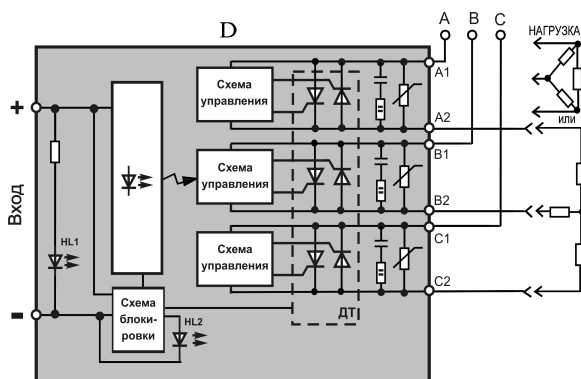 D
A B C
НАГРУЗКА
ИЛИ
A1
A2
B1
B2
C1
C2
Вход
+
-
HL1
HL2
Схема
управления
Схема
управления
Схема
управления
Схема
блоки-
ровки
ДТ